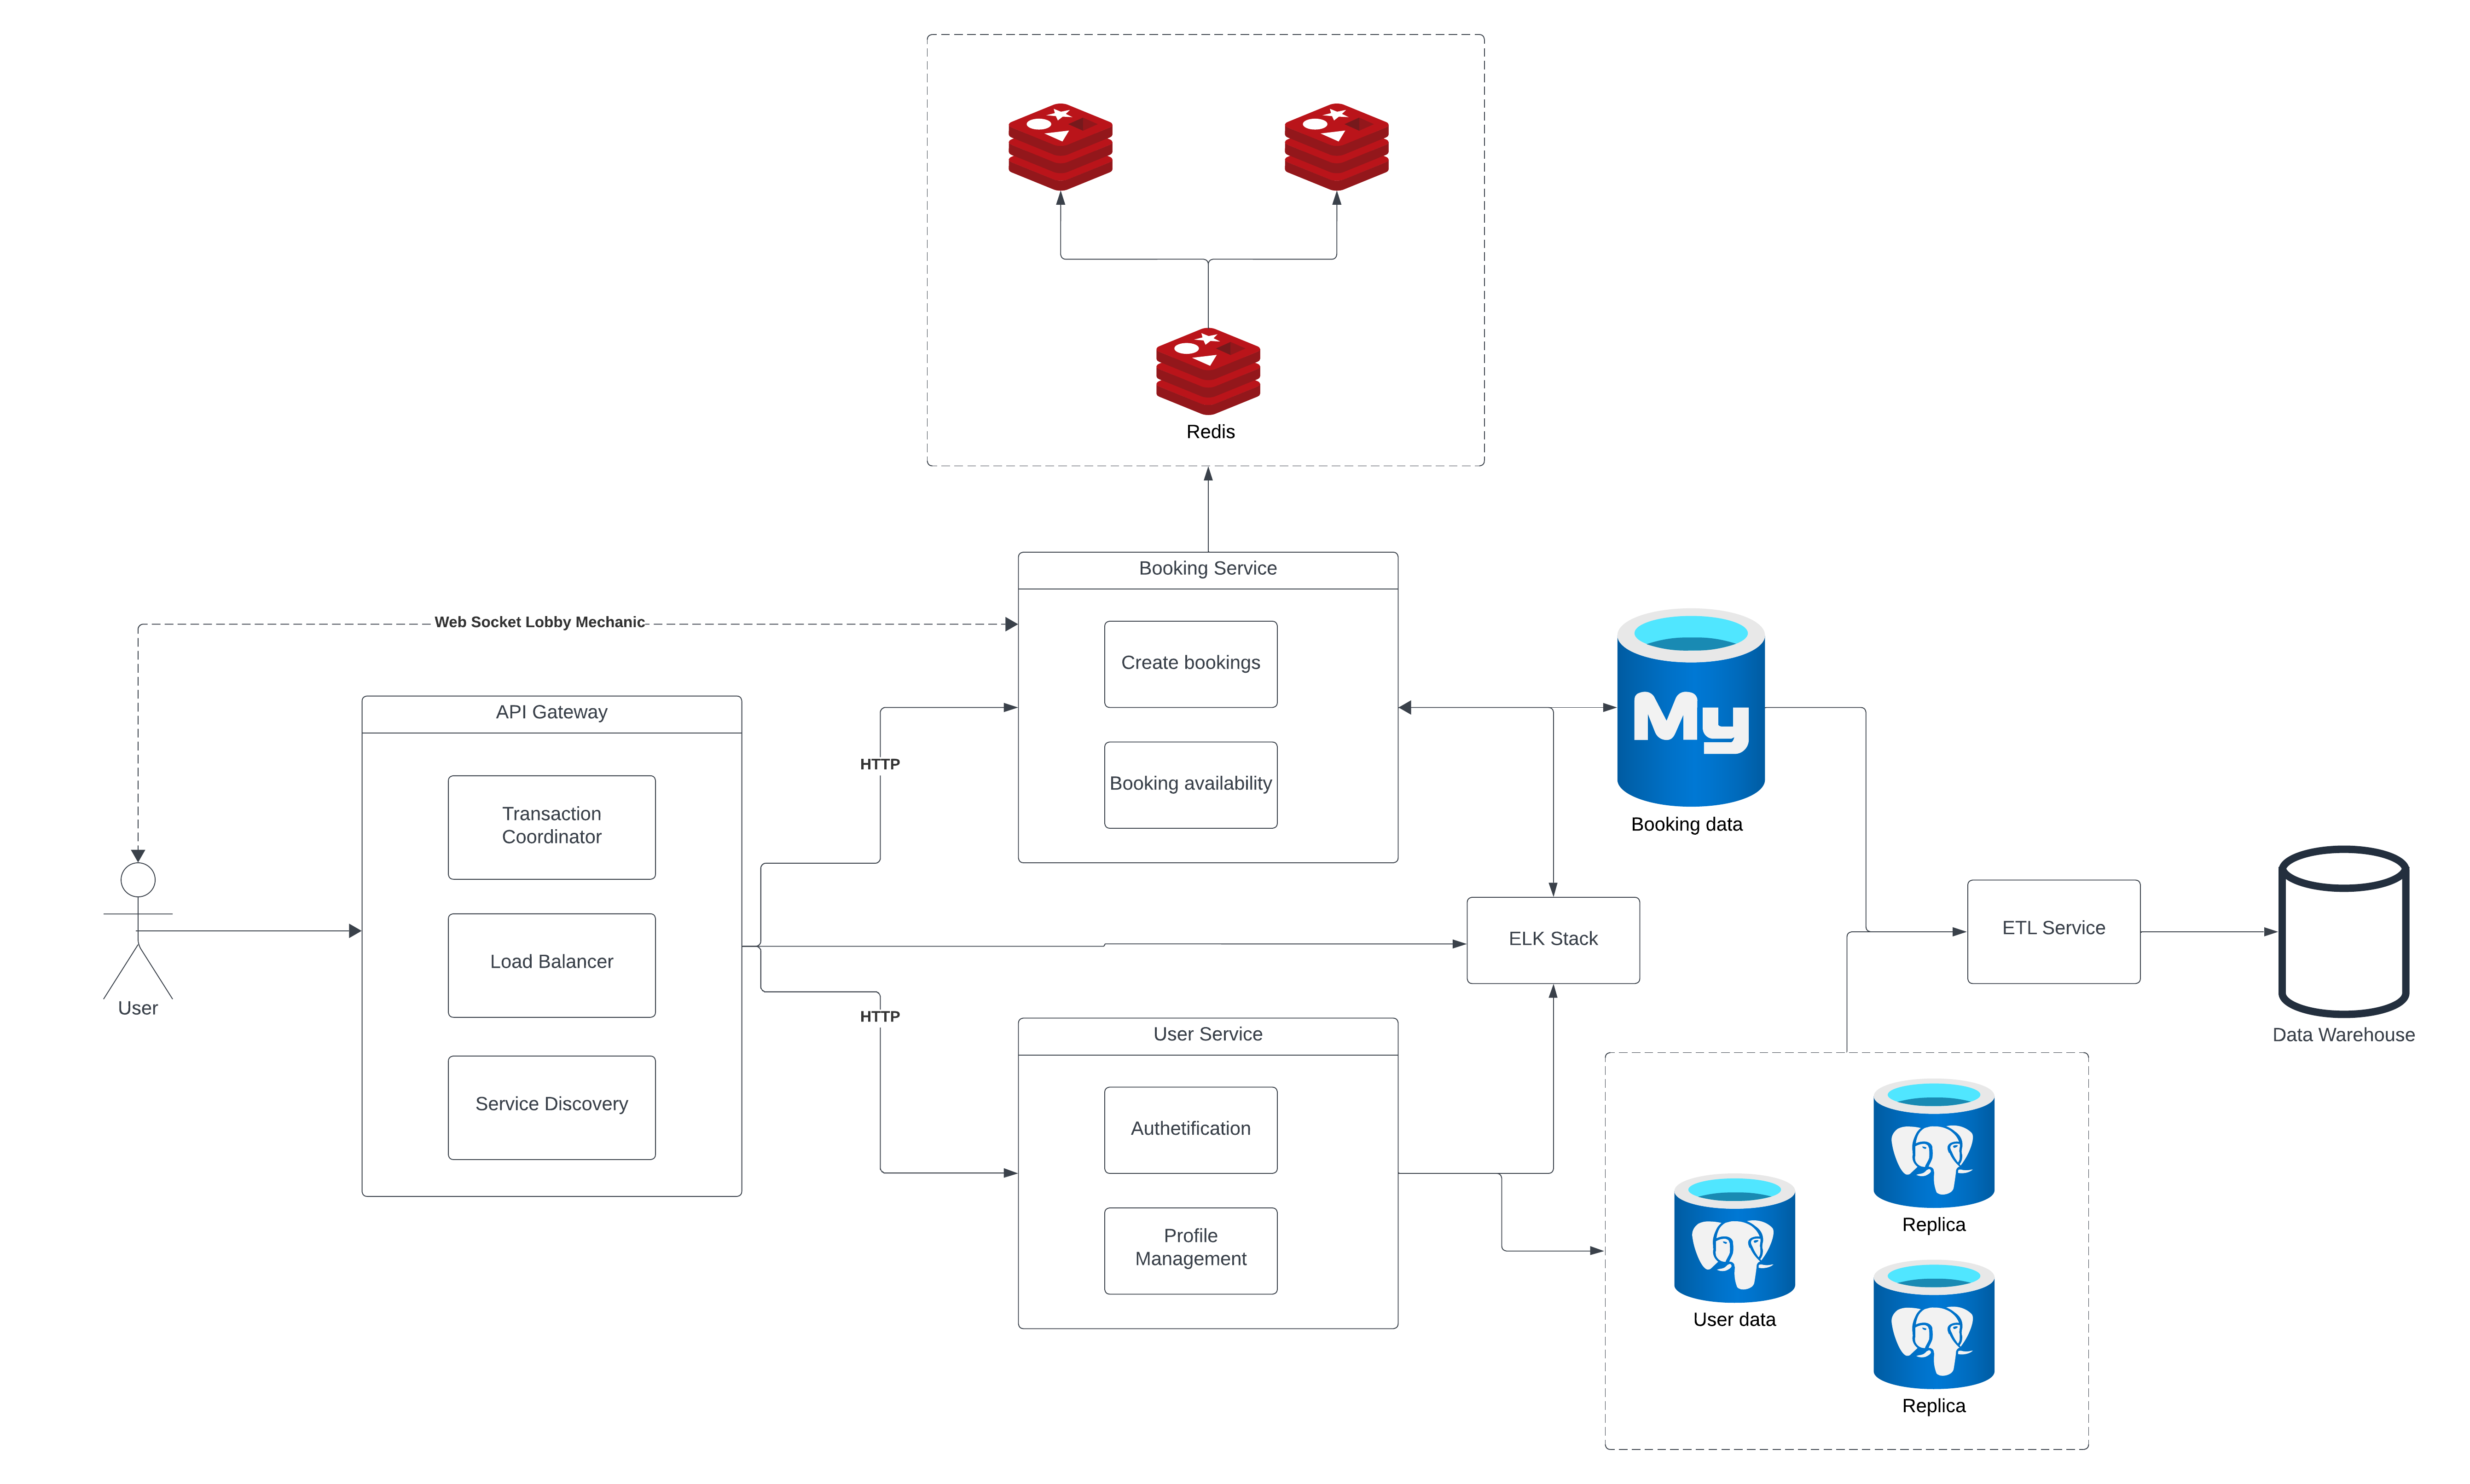 Redis
Booking Service
Web Socket Lobby Mechanic
Create bookings
Booking availability
API Gateway
Transaction
Coordinator
Load Balancer
Service Discovery
HTTP
HTTP
User
My
Booking data
ELK Stack
ETL Service
Data Warehouse
User Service
Authetification
Profile
Management
User data
Replica
Replica